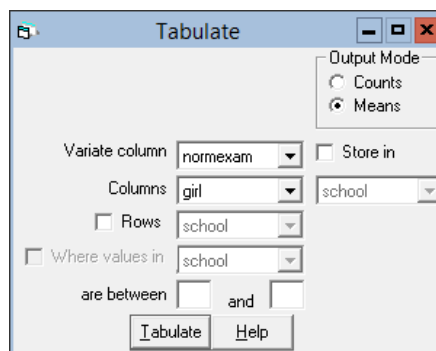 Tabulate
Output Mode
Counts
Means
Variate column normexam Store in
Columns girl school
Rows school
Where values in school
are between and
Tabulate Help